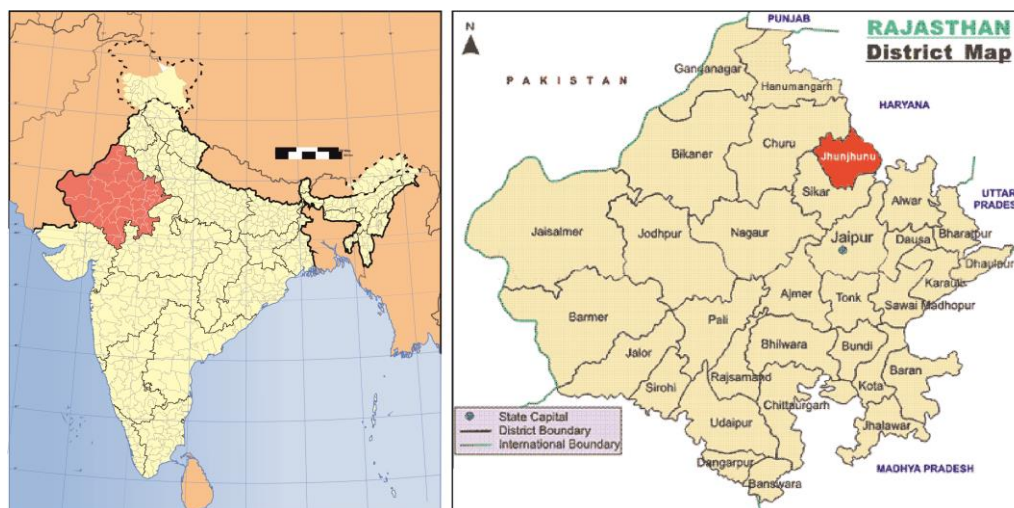 N
PUNJAB
RAJASTHAN
District Map
PAKISTAN
Ganganagar
Hanumangarh
HARYANA
Churu
Jhunjhunu
Bikaner
Sikar
Alwar
UTTAR
PRADESH
Jaisalmer
Jodhpur
Nagaur
Jaipur
Dausa
Bharatpur
Dhaulpur
Karauli
Ajmer
Tonk
Sawai Madhopur
Barmer
Pali
Bhilwara
Bundi
Jalor
Baran
Sirohi
Rajsamand
Kota
Chittaurgarh
State Capital
District Boundary
International Boundary
Udaipur
Jhalawar
Dangarpur
MADHYA PRADESH
Banswara